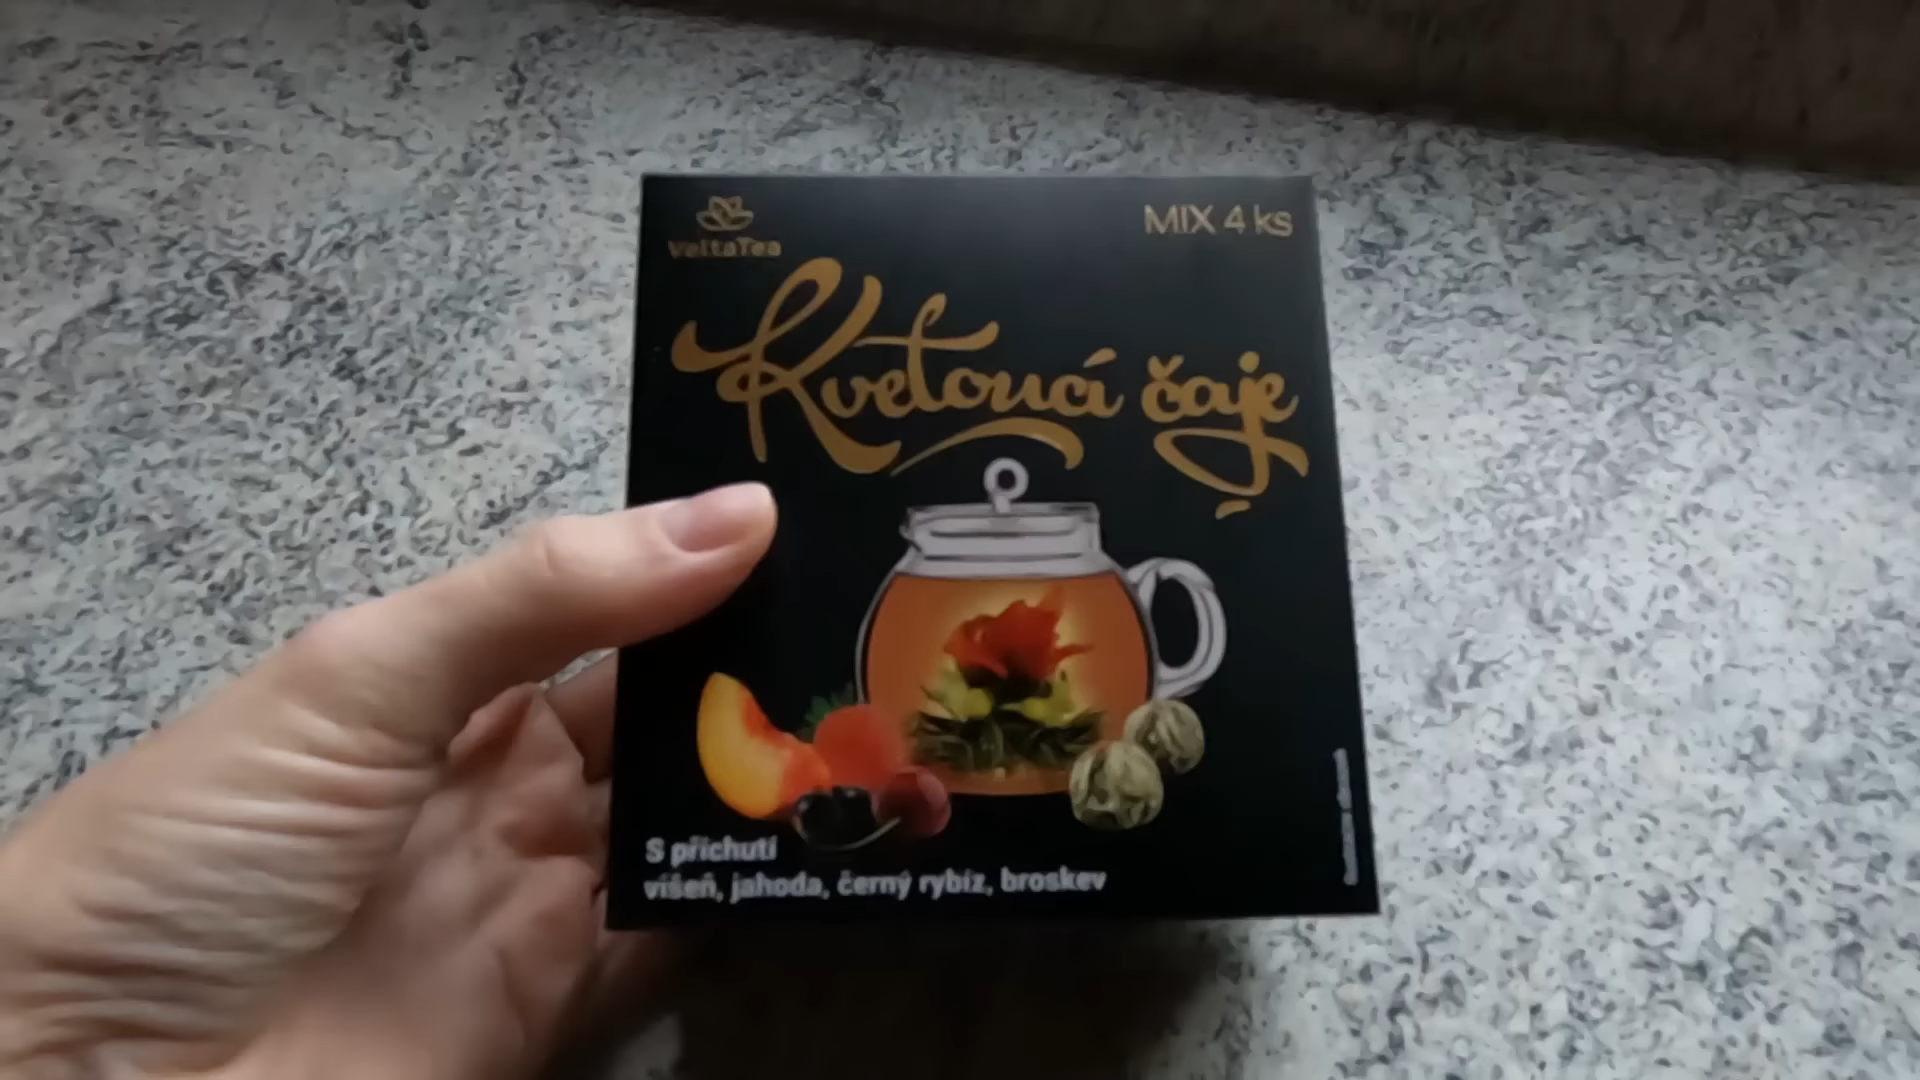 VeltaTea
MIX 4 ks
Kvetoucí čaje
S příchutí
višeň, jahoda, černý rybíz, broskev